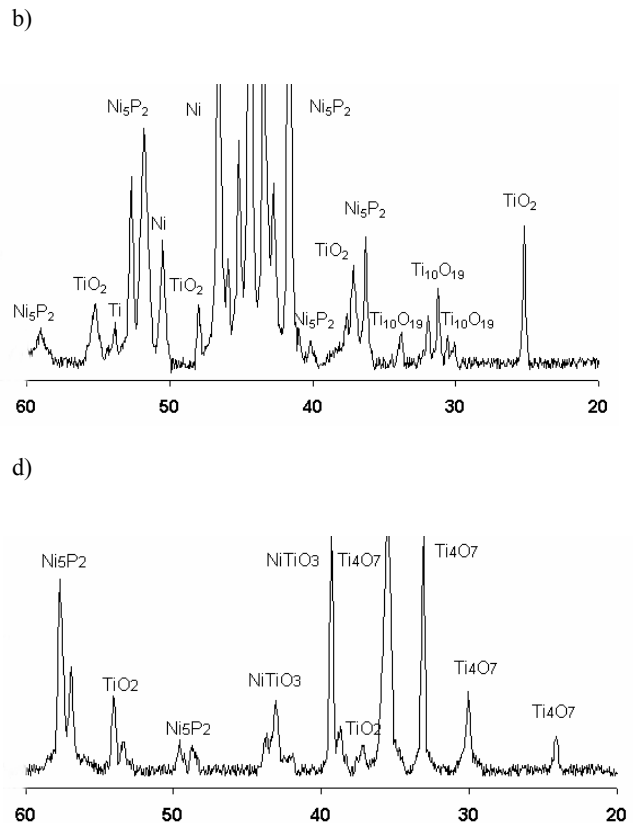 b)
Ni₅P₂ Ni Ni₅P₂
TiO₂
Ni₅P₂
Ni TiO₂
Ti₁₀O₁₉
TiO₂ TiO₂
Ni₅P₂ Ti Ni₅P₂ Ti₁₀O₁₉ Ti₁₀O₁₉
60 50 40 30 20
d)
Ni5P2 NiTiO3 Ti4O7 Ti4O7
NiTiO3 Ti4O7
TiO2 Ti4O7
Ni5P2 TiO2
60 50 40 30 20